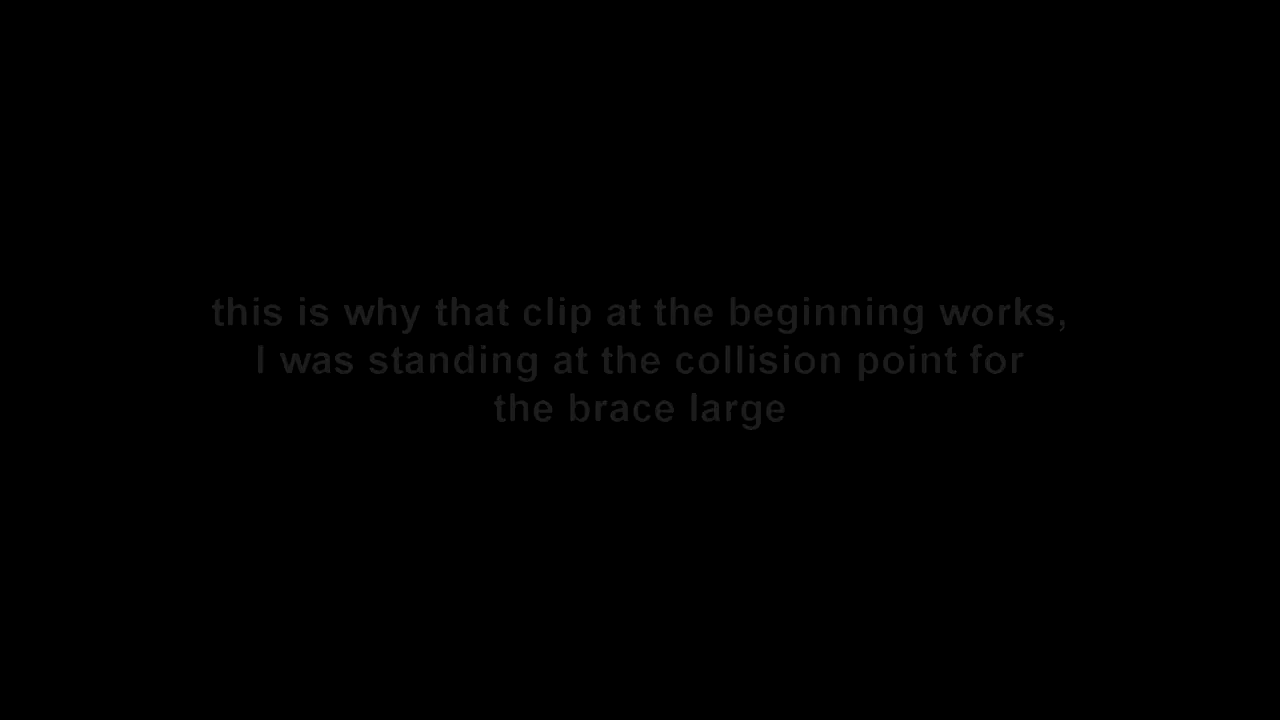 this is why that clip at the beginning works,
I was standing at the collision point for
the brace large